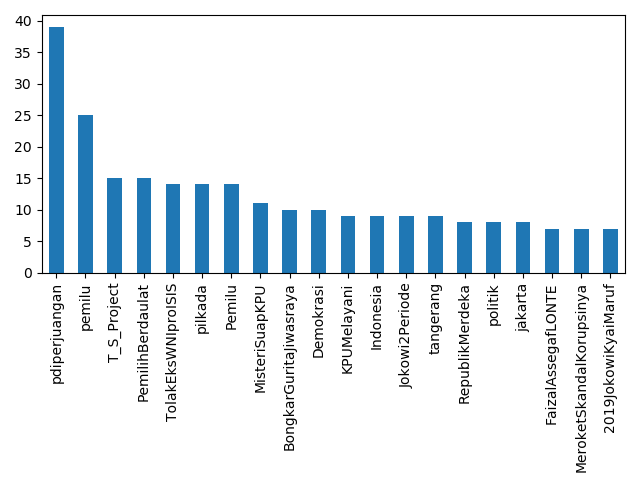 40
35
30
25
20
15
10
5
0
pdiperjuangan
pemilu
T_S_Project
PemilihBerdaulat
TolakEksWNIproISIS
pilkada
Pemilu
MisteriSuapKPU
BongkarGuritaJiwasraya
Demokrasi
KPUMelayani
Indonesia
Jokowi2Periode
tangerang
RepublikMerdeka
politik
jakarta
FaizalAssegafLONTE
MeroketSkandalKorupsinya
2019JokowiKyaiMaruf